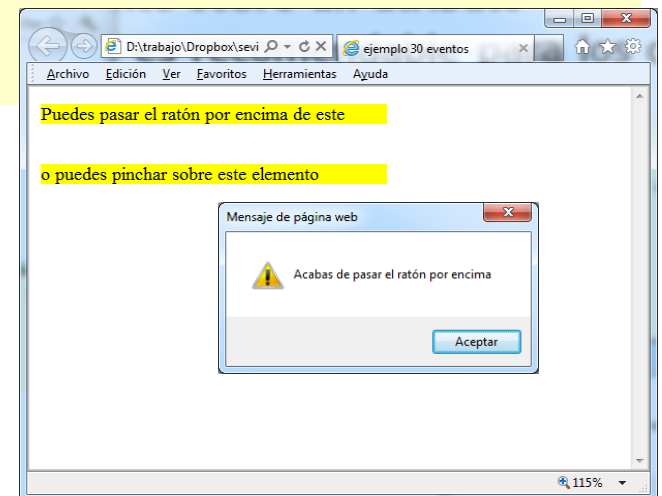 D:\trabajo\Dropbox\sevi
ejemplo 30 eventos
Archivo Edición Ver Favoritos Herramientas Ayuda
Puedes pasar el ratón por encima de este
o puedes pinchar sobre este elemento
Mensaje de página web
Acabas de pasar el ratón por encima
Aceptar
115%